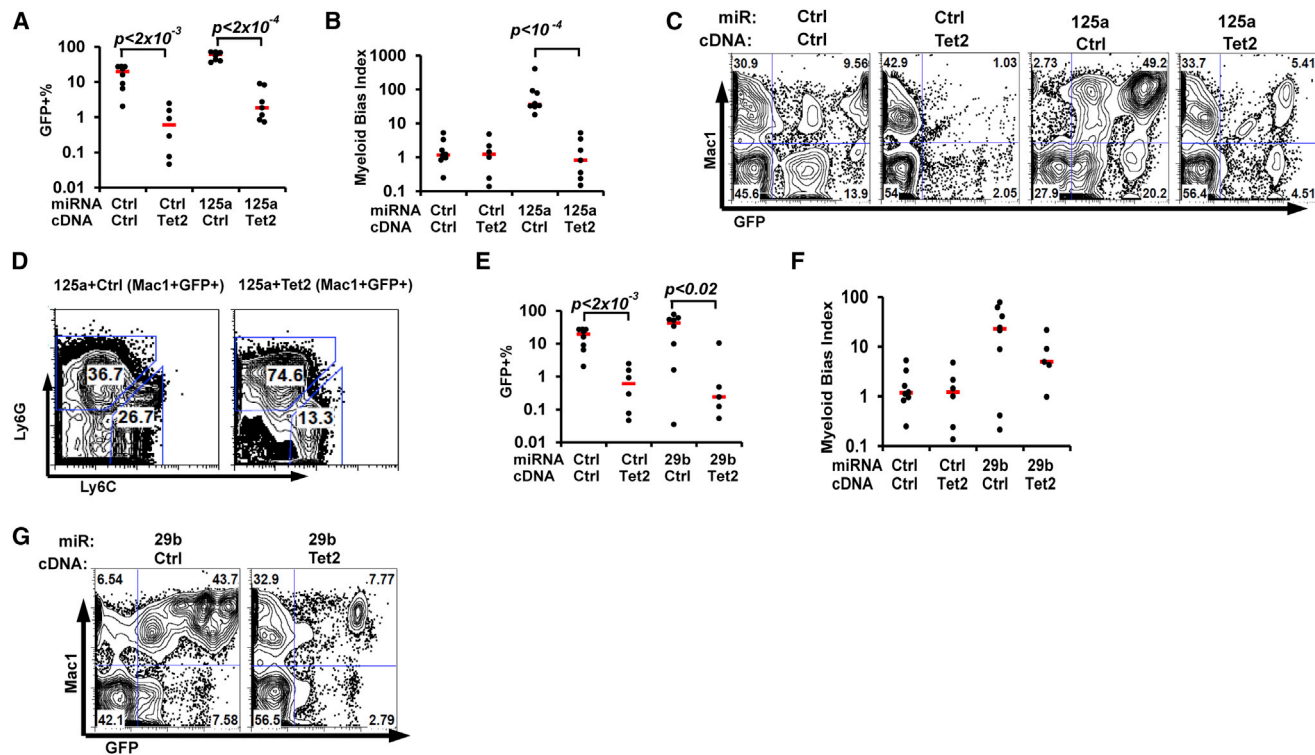 A
p<2x10⁻³
p<2x10⁻⁴
GFP+%
100
10
1
0.1
0.01
miRNA Ctrl Ctrl 125a 125a
cDNA Ctrl Tet2 Ctrl Tet2
B
p<10⁻⁴
Myeloid Bias Index
1000
100
10
1
0.1
miRNA Ctrl Ctrl 125a 125a
cDNA Ctrl Tet2 Ctrl Tet2
C
miR: Ctrl Ctrl 125a 125a
cDNA: Ctrl Tet2 Ctrl Tet2
30.9 9.56 42.9 1.03 2.73 49.2 33.7 5.41
45.6 13.9 54 2.05 27.9 20.2 56.4 4.51
Mac1
GFP
D
125a+Ctrl (Mac1+GFP+) 125a+Tet2 (Mac1+GFP+)
36.7 74.6
26.7 13.3
Ly6G
Ly6C
E
p<2x10⁻³
p<0.02
GFP+%
100
10
1
0.1
0.01
miRNA Ctrl Ctrl 29b 29b
cDNA Ctrl Tet2 Ctrl Tet2
F
Myeloid Bias Index
100
10
1
0.1
miRNA Ctrl Ctrl 29b 29b
cDNA Ctrl Tet2 Ctrl Tet2
G
miR: 29b 29b
cDNA: Ctrl Tet2
6.54 43.7 32.9 7.77
42.1 7.58 56.5 2.79
Mac1
GFP